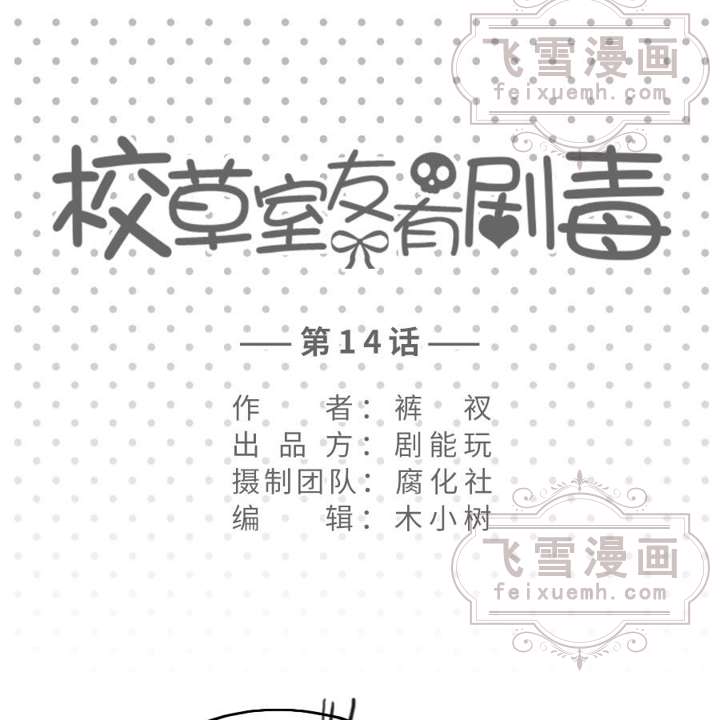 飞雪漫画
feixuemh.com
校草室友有剧毒
第14话
作者：裤衩
出品方：剧能玩
摄制团队：腐化社
编辑：木小树
飞雪漫画
feixuemh.com